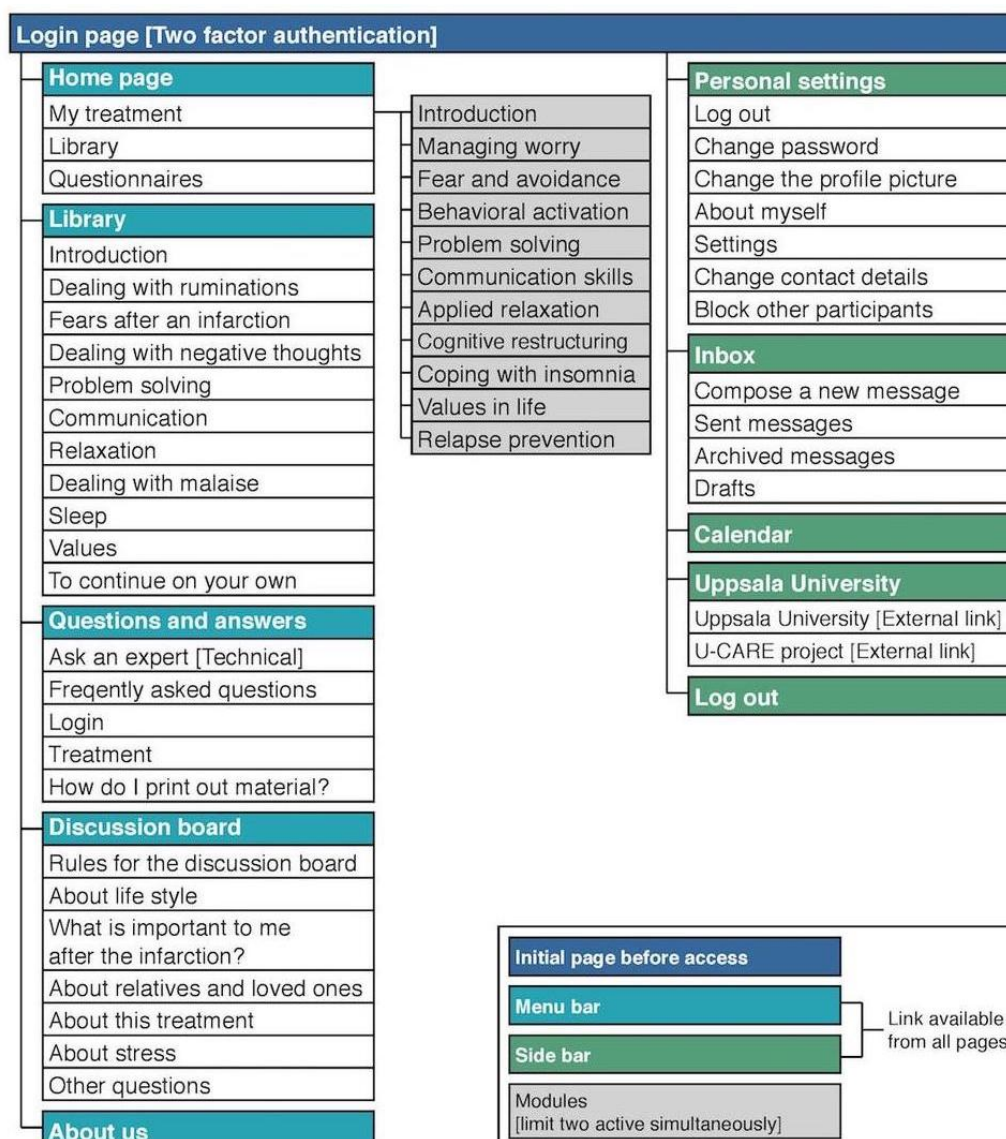 Login page [Two factor authentication]
Home page
My treatment
Library
Questionnaires
Library
Introduction
Dealing with ruminations
Fears after an infarction
Dealing with negative thoughts
Problem solving
Communication
Relaxation
Dealing with malaise
Sleep
Values
To continue on your own
Questions and answers
Ask an expert [Technical]
Freqently asked questions
Login
Treatment
How do I print out material?
Discussion board
Rules for the discussion board
About life style
What is important to me
after the infarction?
About relatives and loved ones
About this treatment
About stress
Other questions
About us
Introduction
Managing worry
Fear and avoidance
Behavioral activation
Problem solving
Communication skills
Applied relaxation
Cognitive restructuring
Coping with insomnia
Values in life
Relapse prevention
Personal settings
Log out
Change password
Change the profile picture
About myself
Settings
Change contact details
Block other participants
Inbox
Compose a new message
Sent messages
Archived messages
Drafts
Calendar
Uppsala University
Uppsala University [External link]
U-CARE project [External link]
Log out
Initial page before access
Menu bar
Side bar
Link available
from all pages
Modules
[limit two active simultaneously]